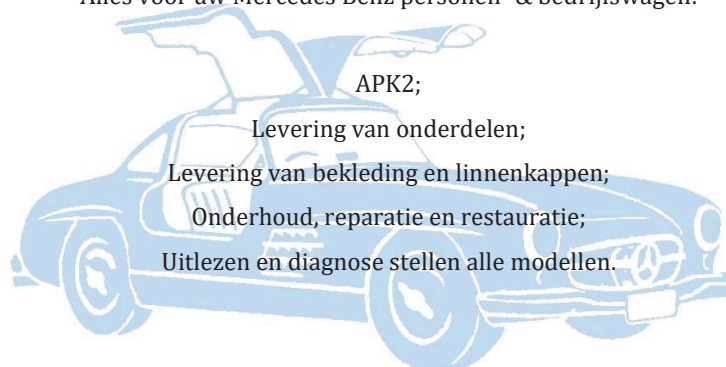 Alles voor uw Mercedes Benz personen- & bedrijfswagen:
APK2;
Levering van onderdelen;
Levering van bekleding en linnenkappen;
Onderhoud, reparatie en restauratie;
Uitlezen en diagnose stellen alle modellen.